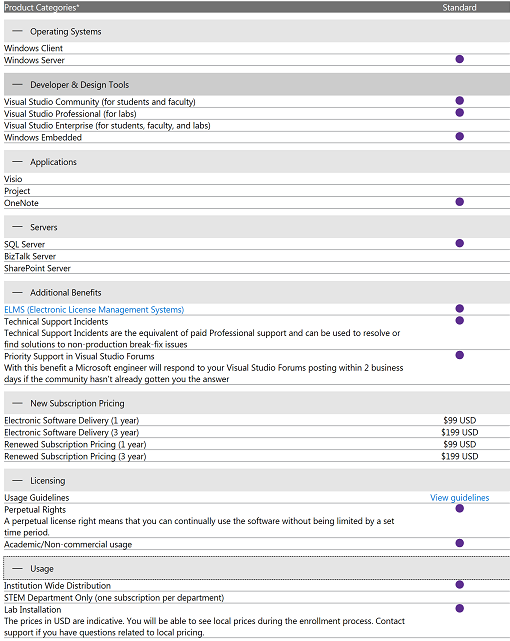 Product Categories* Standard
— Operating Systems
Windows Client
Windows Server
— Developer & Design Tools
Visual Studio Community (for students and faculty)
Visual Studio Professional (for labs)
Visual Studio Enterprise (for students, faculty, and labs)
Windows Embedded
— Applications
Visio
Project
OneNote
— Servers
SQL Server
BizTalk Server
SharePoint Server
— Additional Benefits
ELMS (Electronic License Management Systems)
Technical Support Incidents
Technical Support Incidents are the equivalent of paid Professional support and can be used to resolve or
find solutions to non-production break-fix issues
Priority Support in Visual Studio Forums
With this benefit a Microsoft engineer will respond to your Visual Studio Forums posting within 2 business
days if the community hasn't already gotten you the answer
— New Subscription Pricing
Electronic Software Delivery (1 year) $99 USD
Electronic Software Delivery (3 year) $199 USD
Renewed Subscription Pricing (1 year) $99 USD
Renewed Subscription Pricing (3 year) $199 USD
— Licensing
Usage Guidelines View guidelines
Perpetual Rights
A perpetual license right means that you can continually use the software without being limited by a set
time period.
Academic/Non-commercial usage
— Usage
Institution Wide Distribution
STEM Department Only (one subscription per department)
Lab Installation
The prices in USD are indicative. You will be able to see local prices during the enrollment process. Contact
support if you have questions related to local pricing.